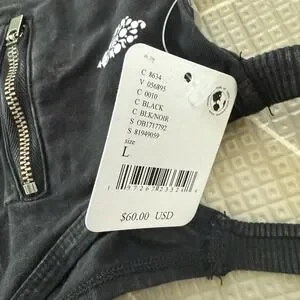 C 8634
V 056895
C 0010
C BLACK
C BLK/NOIR
S OB1717792
S 81949059
size:
L
$60.00 USD